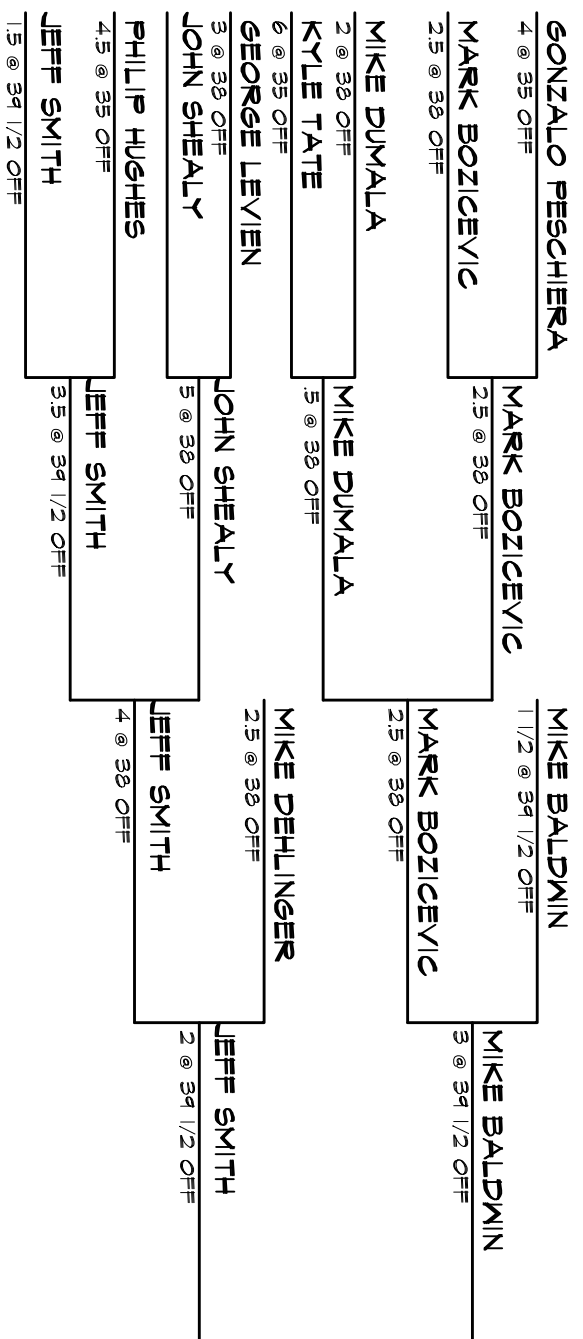 GONZALO PESCHIERA
4 @ 35 OFF
MARK BOZICEVIC
2.5 @ 38 OFF
MIKE DUMALA
2 @ 38 OFF
KYLE TATE
6 @ 35 OFF
GEORGE LEVIEN
3 @ 38 OFF
JOHN SHEALY
PHILIP HUGHES
4.5 @ 35 OFF
JEFF SMITH
1.5 @ 39 1/2 OFF
MARK BOZICEVIC
2.5 @ 38 OFF
MIKE DUMALA
.5 @ 38 OFF
JOHN SHEALY
5 @ 38 OFF
JEFF SMITH
3.5 @ 39 1/2 OFF
MIKE BALDWIN
1 1/2 @ 39 1/2 OFF
MARK BOZICEVIC
2.5 @ 38 OFF
MIKE DEHLINGER
2.5 @ 38 OFF
JEFF SMITH
4 @ 38 OFF
MIKE BALDWIN
3 @ 39 1/2 OFF
JEFF SMITH
2 @ 39 1/2 OFF